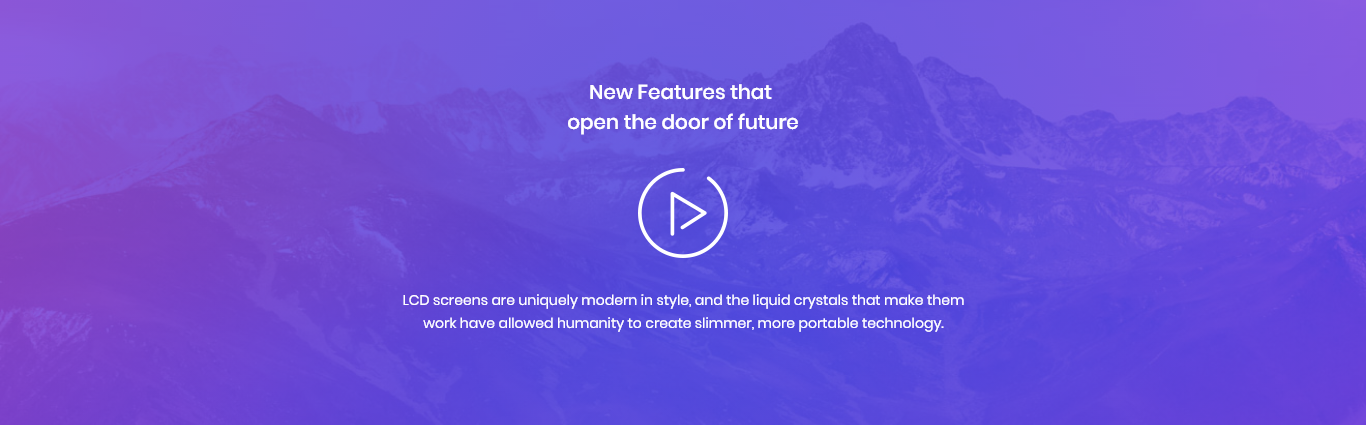 New Features that
open the door of future
LCD screens are uniquely modern in style, and the liquid crystals that make them
work have allowed humanity to create slimmer, more portable technology.